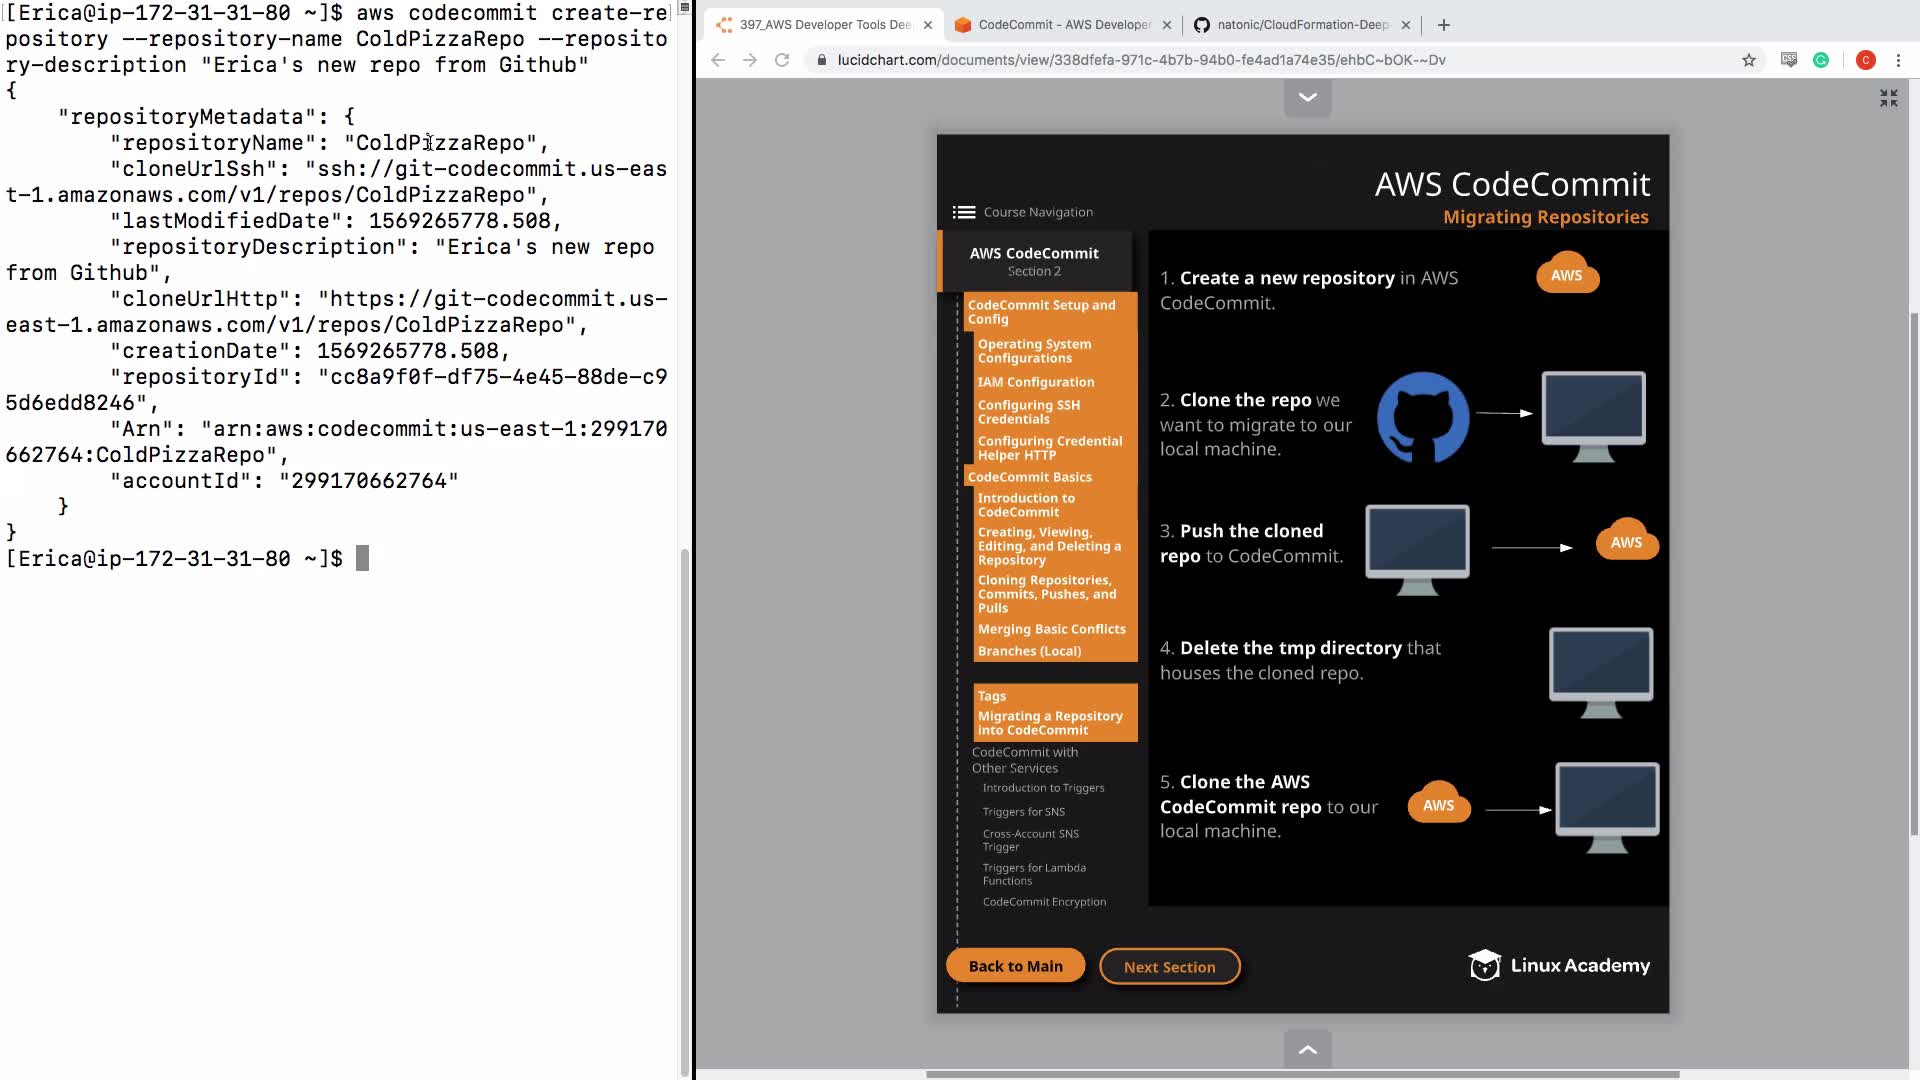 [Erica@ip-172-31-31-80 ~]$ aws codecommit create-re
pository --repository-name ColdPizzaRepo --reposito
ry-description "Erica's new repo from Github"
{
    "repositoryMetadata": {
        "repositoryName": "ColdPizzaRepo",
        "cloneUrlSsh": "ssh://git-codecommit.us-eas
t-1.amazonaws.com/v1/repos/ColdPizzaRepo",
        "lastModifiedDate": 1569265778.508,
        "repositoryDescription": "Erica's new repo
from Github",
        "cloneUrlHttp": "https://git-codecommit.us-
east-1.amazonaws.com/v1/repos/ColdPizzaRepo",
        "creationDate": 1569265778.508,
        "repositoryId": "cc8a9f0f-df75-4e45-88de-c9
5d6edd8246",
        "Arn": "arn:aws:codecommit:us-east-1:299170
662764:ColdPizzaRepo",
        "accountId": "299170662764"
    }
}
[Erica@ip-172-31-31-80 ~]$
397_AWS Developer Tools Dee
CodeCommit - AWS Developer
natonic/CloudFormation-Deep-
lucidchart.com/documents/view/338dfefa-971c-4b7b-94b0-fe4ad1a74e35/ehbC~bOK-~Dv
C
AWS CodeCommit
Migrating Repositories
Course Navigation
AWS CodeCommit
Section 2
CodeCommit Setup and
Config
Operating System
Configurations
IAM Configuration
Configuring SSH
Credentials
Configuring Credential
Helper HTTP
CodeCommit Basics
Introduction to
CodeCommit
Creating, Viewing,
Editing, and Deleting a
Repository
Cloning Repositories,
Commits, Pushes, and
Pulls
Merging Basic Conflicts
Branches (Local)
Tags
Migrating a Repository
into CodeCommit
CodeCommit with
Other Services
Introduction to Triggers
Triggers for SNS
Cross-Account SNS
Trigger
Triggers for Lambda
Functions
CodeCommit Encryption
1. Create a new repository in AWS
CodeCommit.
AWS
2. Clone the repo we
want to migrate to our
local machine.
3. Push the cloned
repo to CodeCommit.
AWS
4. Delete the tmp directory that
houses the cloned repo.
5. Clone the AWS
CodeCommit repo to our
local machine.
AWS
Back to Main
Next Section
Linux Academy